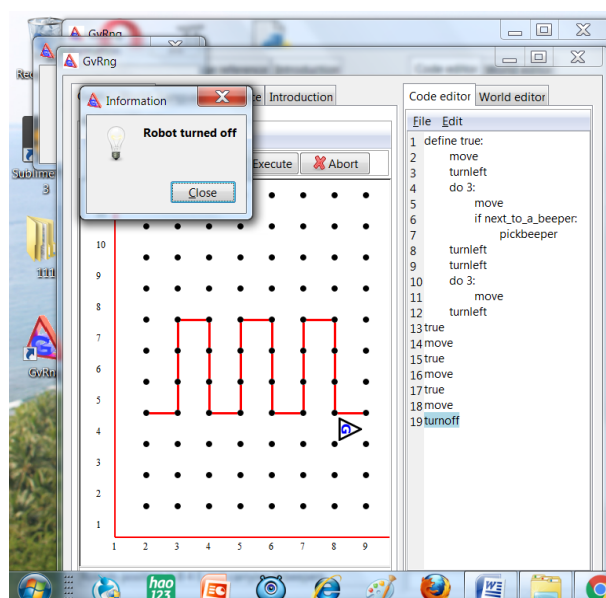 GvRng
GvRng
Information
Robot turned off
Close
Introduction
Execute
Abort
10
9
8
7
6
5
4
3
2
1
1 2 3 4 5 6 7 8 9
Code editor World editor
File Edit
1 define true:
2 move
3 turnleft
4 do 3:
5 move
6 if next_to_a_beeper:
7 pickbeeper
8 turnleft
9 turnleft
10 do 3:
11 move
12 turnleft
13 true
14 move
15 true
16 move
17 true
18 move
19 turnoff
Sublime
3
111
GvRn
G
hao
123